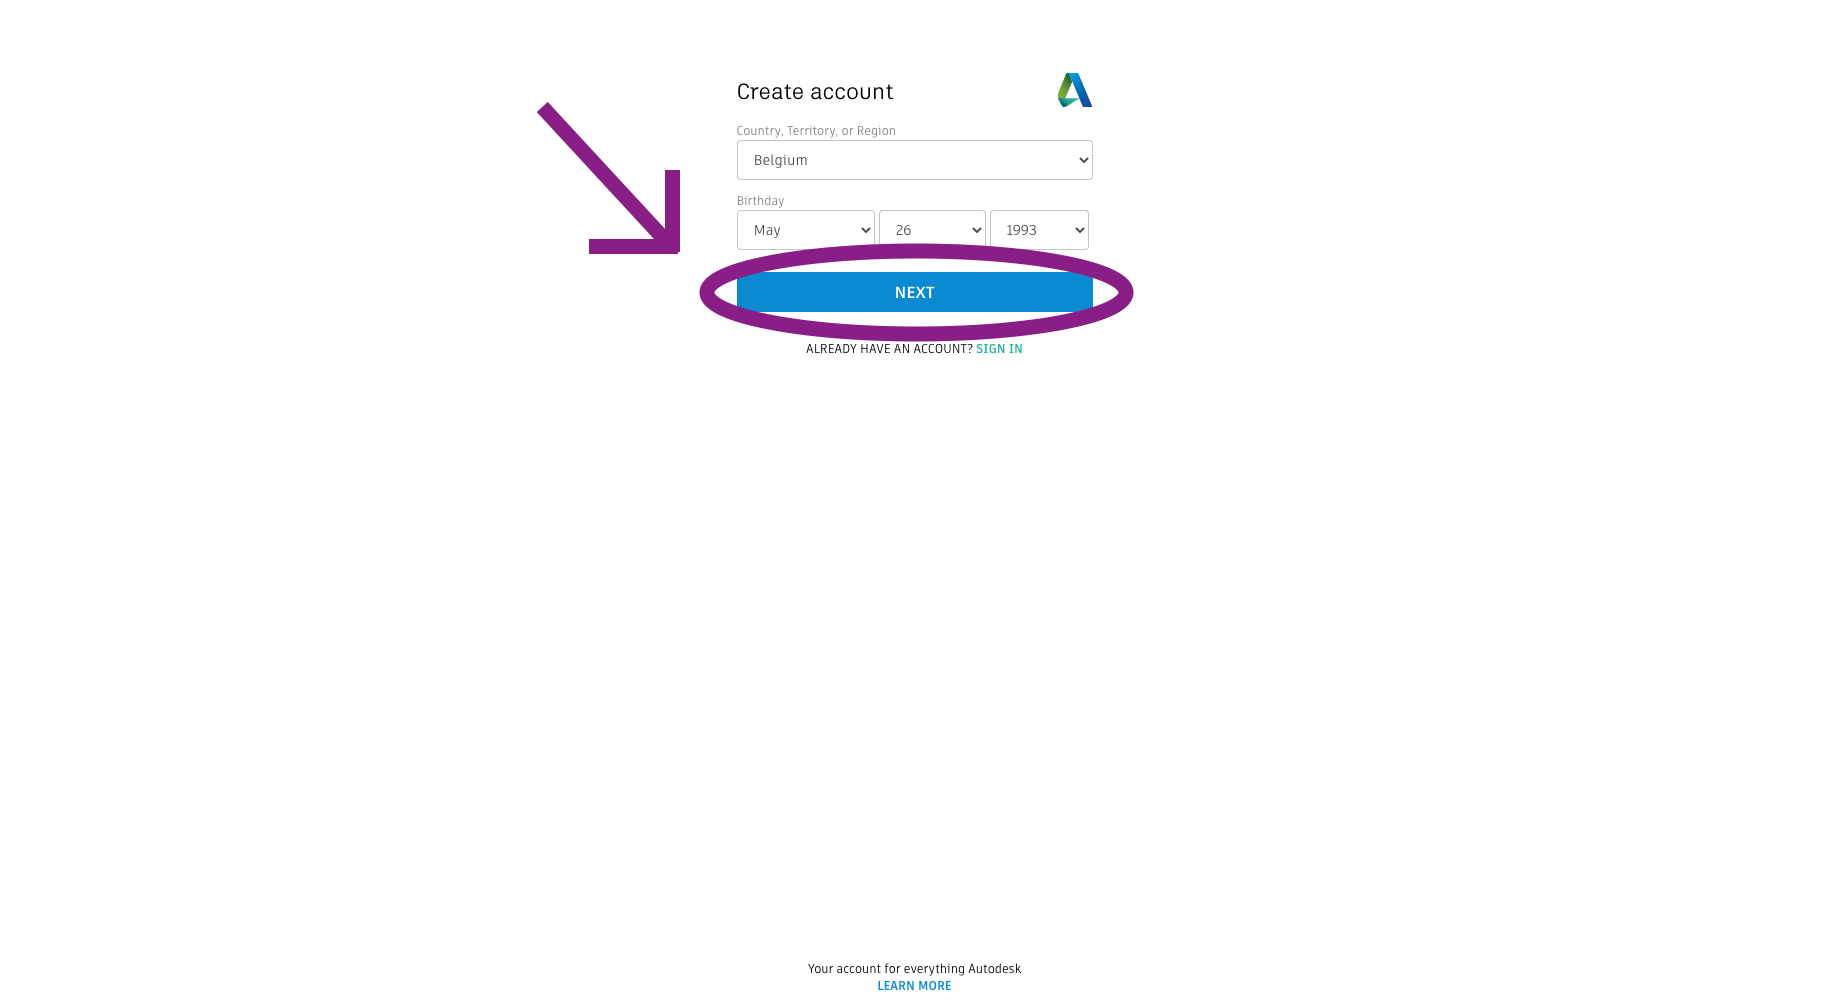 Create account
Country, Territory, or Region
Belgium
Birthday
May 26 1993
NEXT
ALREADY HAVE AN ACCOUNT? SIGN IN
Your account for everything Autodesk
LEARN MORE